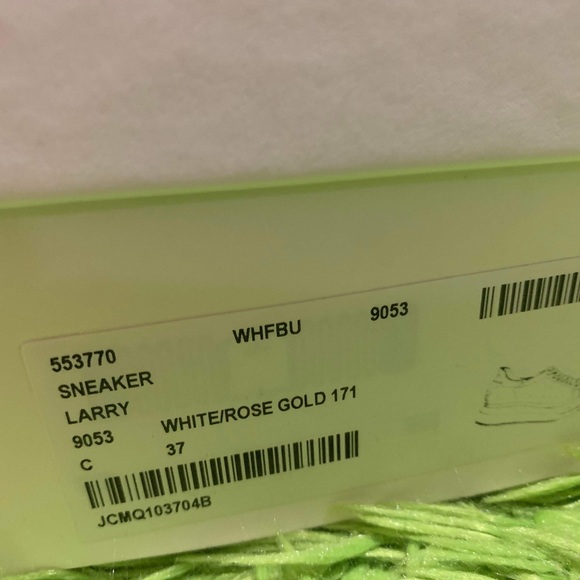 553770 WHFBU 9053
SNEAKER
LARRY
9053 WHITE/ROSE GOLD 171
C 37
JCMQ103704B